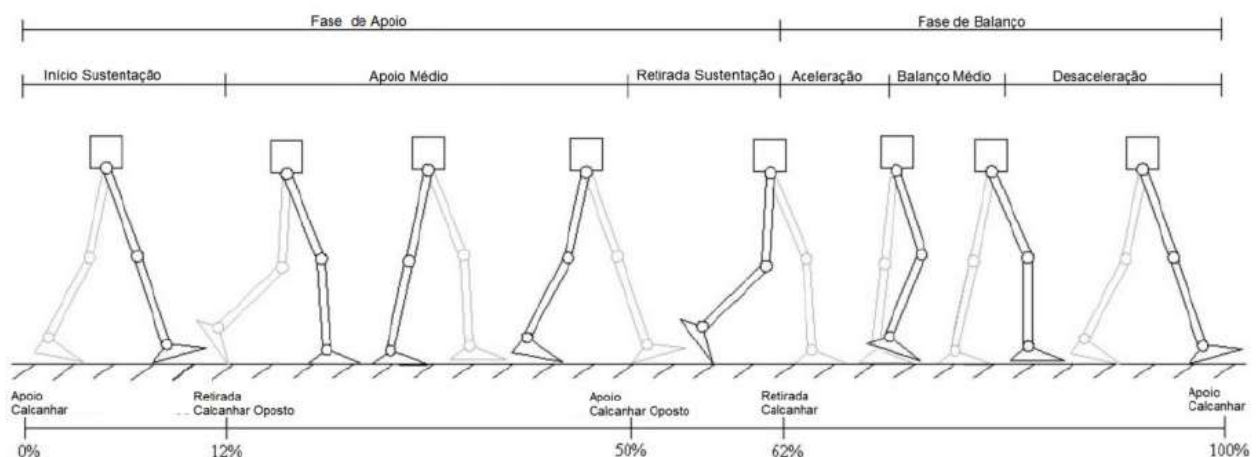 Fase de Apoio
Fase de Balanço
Início Sustentação
Apoio Médio
Retirada Sustentação
Aceleração
Balanço Médio
Desaceleração
Apoio
Calcanhar
Retirada
Calcanhar Oposto
Apoio
Calcanhar Oposto
Retirada
Calcanhar
Apoio
Calcanhar
0%
12%
50%
62%
100%